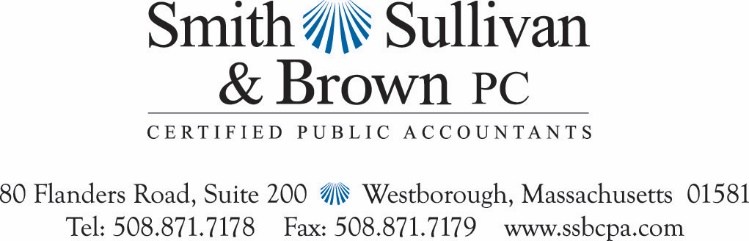 Smith Sullivan
& Brown PC
CERTIFIED PUBLIC ACCOUNTANTS
80 Flanders Road, Suite 200 Westborough, Massachusetts 01581
Tel: 508.871.7178 Fax: 508.871.7179 www.ssbcpa.com